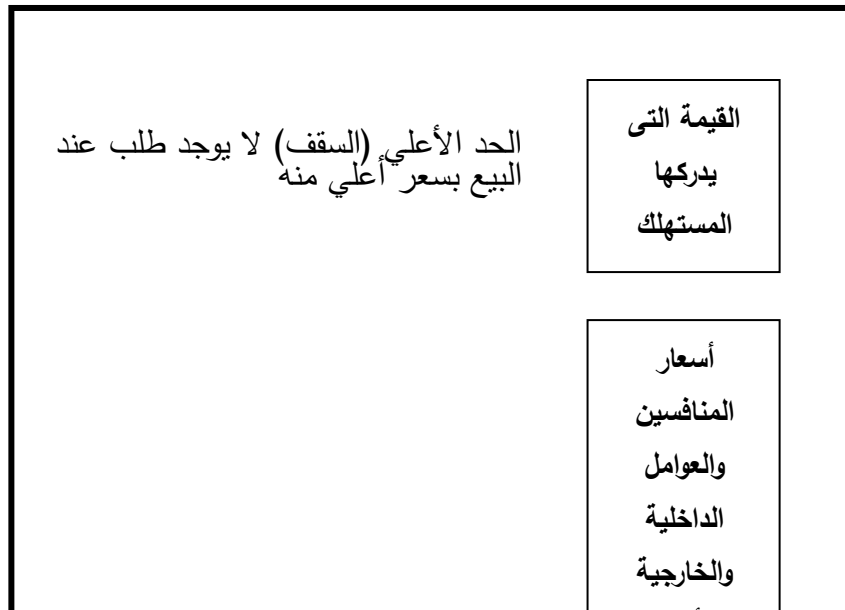 القيمة التى
يدركها
المستهلك
الحد الأعلي (السقف) لا يوجد طلب عند
البيع بسعر أعلي منه
أسعار
المنافسين
والعوامل
الداخلية
والخارجية